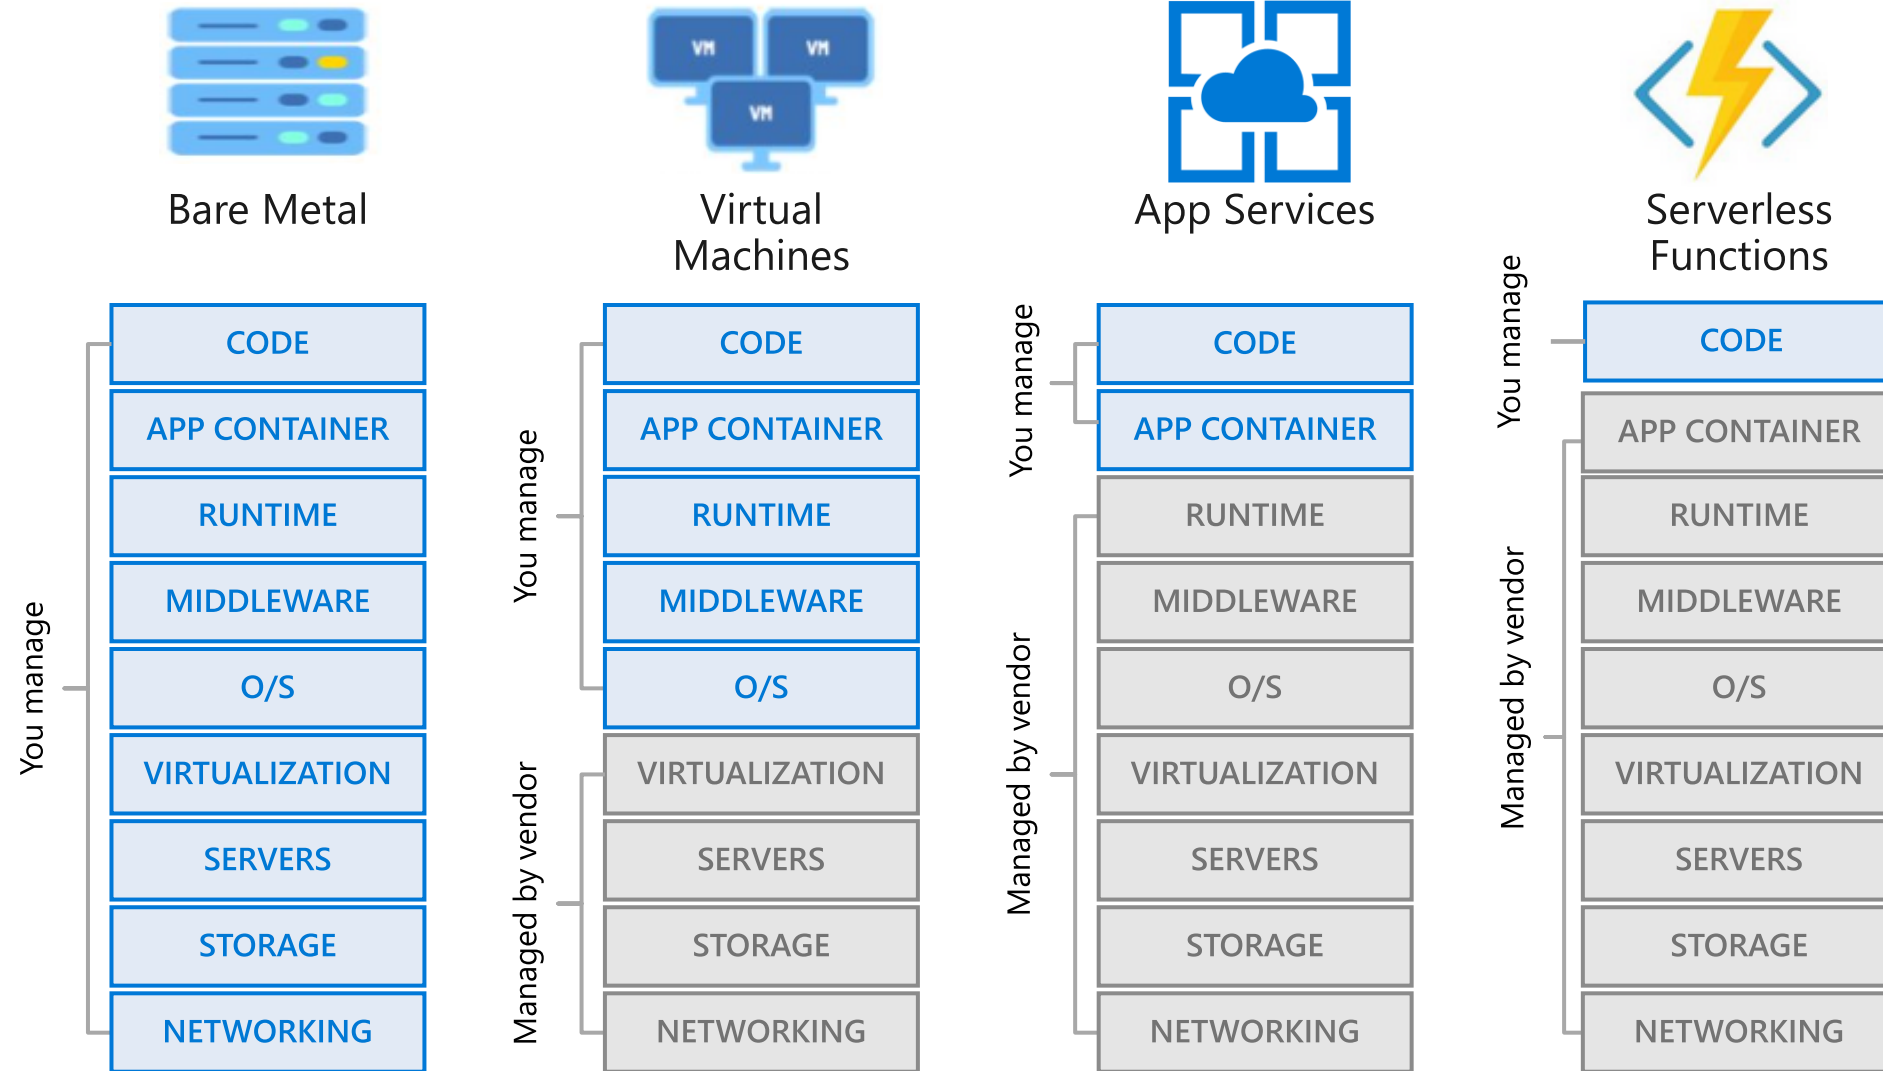 VM
VM
VM
Bare Metal
You manage
CODE
APP CONTAINER
RUNTIME
MIDDLEWARE
O/S
VIRTUALIZATION
SERVERS
STORAGE
NETWORKING
Virtual
Machines
You manage
Managed by vendor
CODE
APP CONTAINER
RUNTIME
MIDDLEWARE
O/S
VIRTUALIZATION
SERVERS
STORAGE
NETWORKING
App Services
You manage
Managed by vendor
CODE
APP CONTAINER
RUNTIME
MIDDLEWARE
O/S
VIRTUALIZATION
SERVERS
STORAGE
NETWORKING
Serverless
Functions
You manage
Managed by vendor
CODE
APP CONTAINER
RUNTIME
MIDDLEWARE
O/S
VIRTUALIZATION
SERVERS
STORAGE
NETWORKING